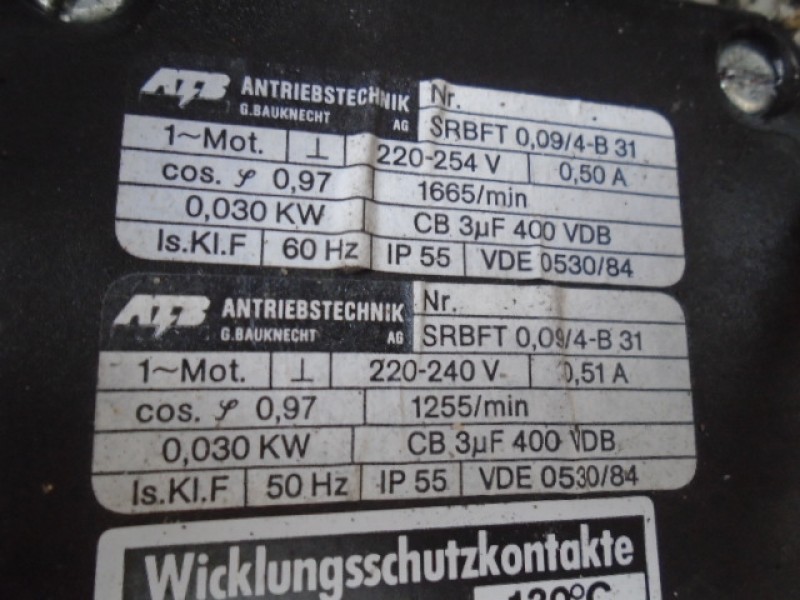 ATB ANTRIEBSTECHNIK
G.BAUKNECHT AG
Nr.
SRBFT 0,09/4-B 31
1~Mot. ⊥ 220-254 V 0,50 A
cos. φ 0,97 1665/min
0,030 KW CB 3µF 400 VDB
Is.Kl.F 60 Hz IP 55 VDE 0530/84
ATB ANTRIEBSTECHNIK
G.BAUKNECHT AG
Nr.
SRBFT 0,09/4-B 31
1~Mot. ⊥ 220-240 V 0,51 A
cos. φ 0,97 1255/min
0,030 KW CB 3µF 400 VDB
Is.Kl.F 50 Hz IP 55 VDE 0530/84
Wicklungsschutzkontakte